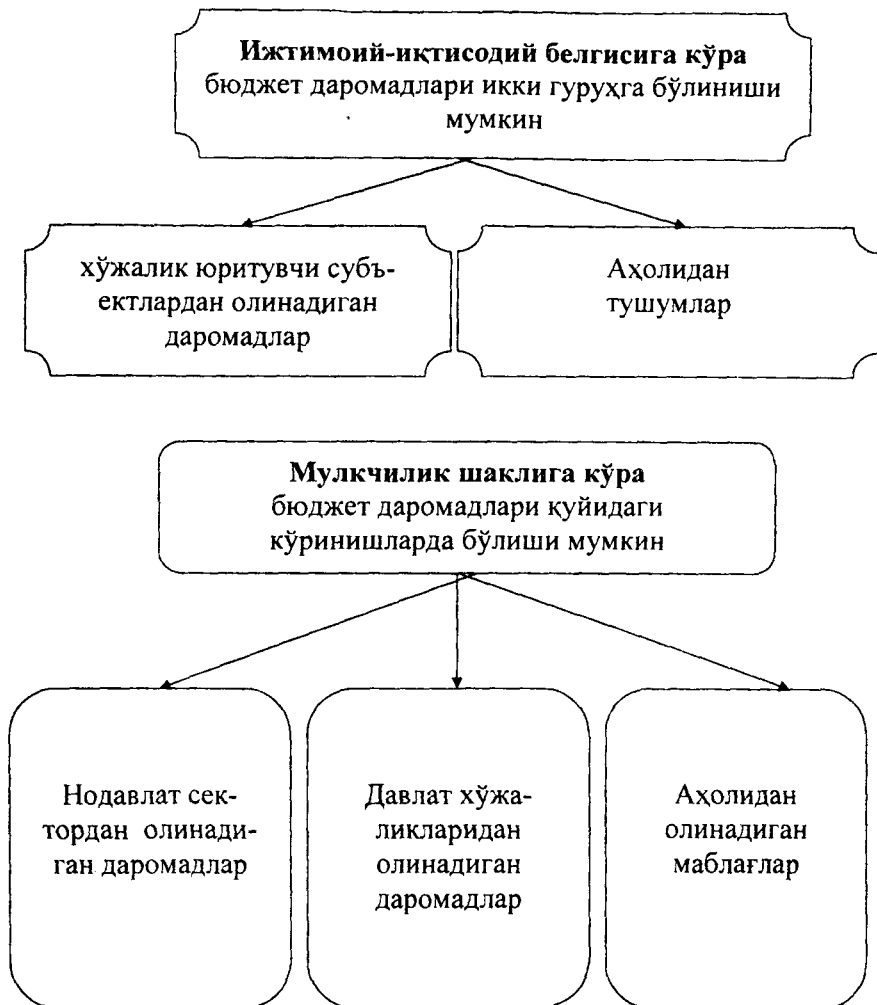 Ижтимоий-иқтисодий белгисига кўра
бюджет даромадлари икки гуруҳга бўлиниши
мумкин
хўжалик юритувчи субъ-
ектлардан олинадиган
даромадлар
Аҳолидан
тушумлар
Мулкчилик шаклига кўра
бюджет даромадлари қуйидаги
кўринишларда бўлиши мумкин
Нодавлат сек-
тордан олинади-
ган даромадлар
Давлат хўжа-
ликларидан
олинадиган
даромадлар
Аҳолидан
олинадиган
маблағлар